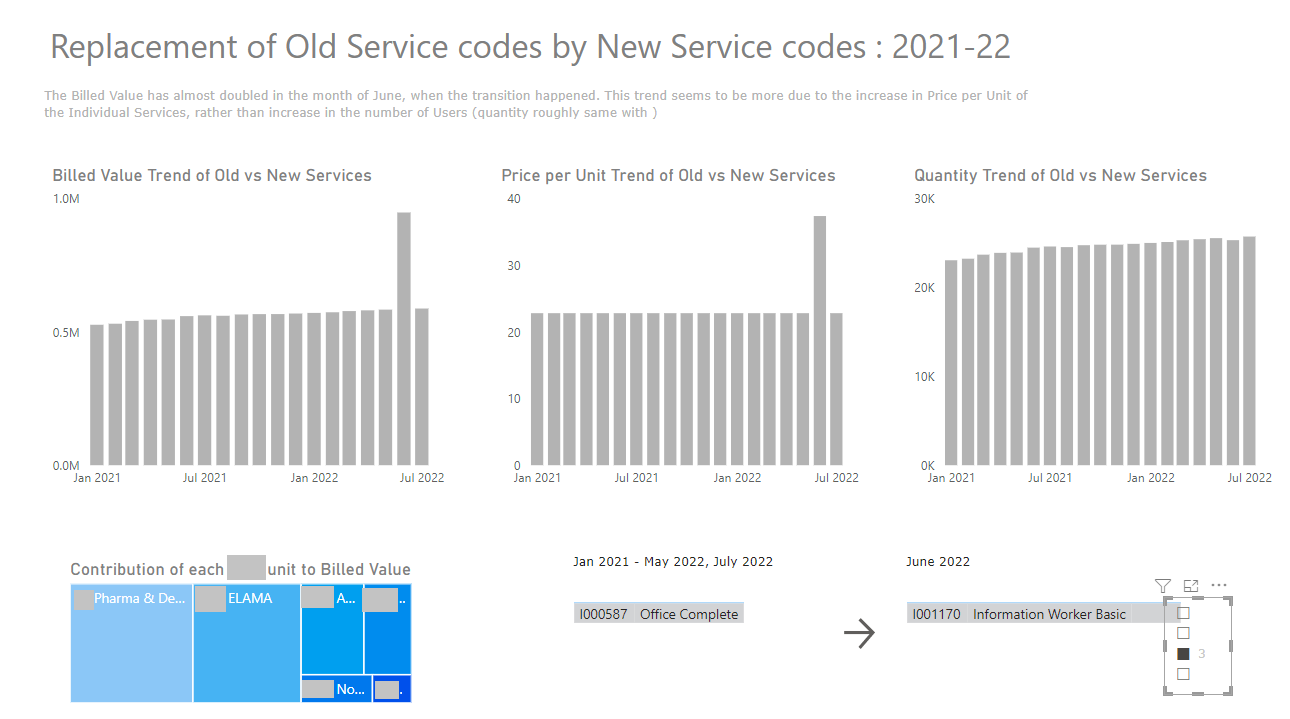 Replacement of Old Service codes by New Service codes : 2021-22
The Billed Value has almost doubled in the month of June, when the transition happened. This trend seems to be more due to the increase in Price per Unit of
the Individual Services, rather than increase in the number of Users (quantity roughly same with )
Billed Value Trend of Old vs New Services
1.0M
0.5M
0.0M
Jan 2021 Jul 2021 Jan 2022 Jul 2022
Price per Unit Trend of Old vs New Services
40
30
20
10
0
Jan 2021 Jul 2021 Jan 2022 Jul 2022
Quantity Trend of Old vs New Services
30K
20K
10K
0K
Jan 2021 Jul 2021 Jan 2022 Jul 2022
Contribution of each unit to Billed Value
Pharma & De...
ELAMA
A...
..
No...
.
Jan 2021 - May 2022, July 2022
I000587 Office Complete
June 2022
I001170 Information Worker Basic
3